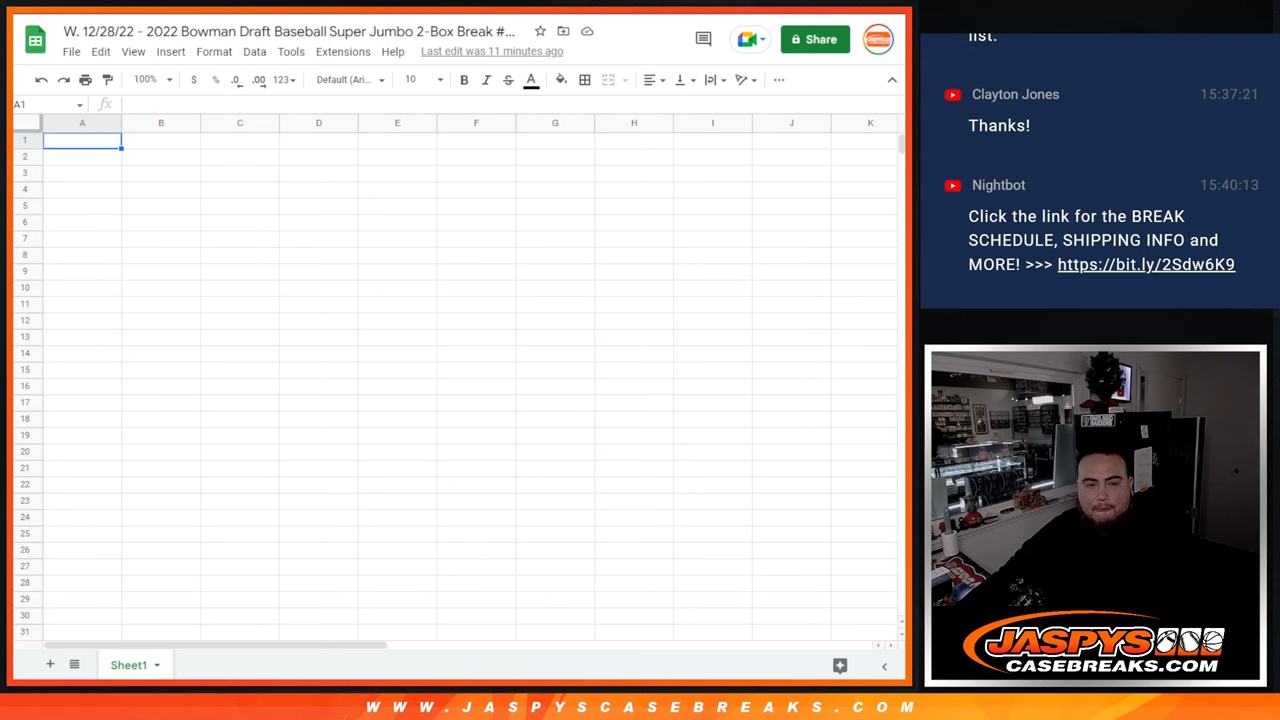 W. 12/28/22 - 2022 Bowman Draft Baseball Super Jumbo 2-Box Break #...
File Edit View Insert Format Data Tools Extensions Help Last edit was 11 minutes ago
Share
100% $ % .0 .00 123 Default (Ari... 10 B I S A
A1 fx
A B C D E F G H I J K
1
2
3
4
5
6
7
8
9
10
11
12
13
14
15
16
17
18
19
20
21
22
23
24
25
26
27
28
29
30
31
Sheet1
list.
Clayton Jones 15:37:21
Thanks!
Nightbot 15:40:13
Click the link for the BREAK
SCHEDULE, SHIPPING INFO and
MORE! >>> https://bit.ly/2Sdw6K9
JASPYS
CASEBREAKS.COM
WWW.JASPYSCASEBREAKS.COM